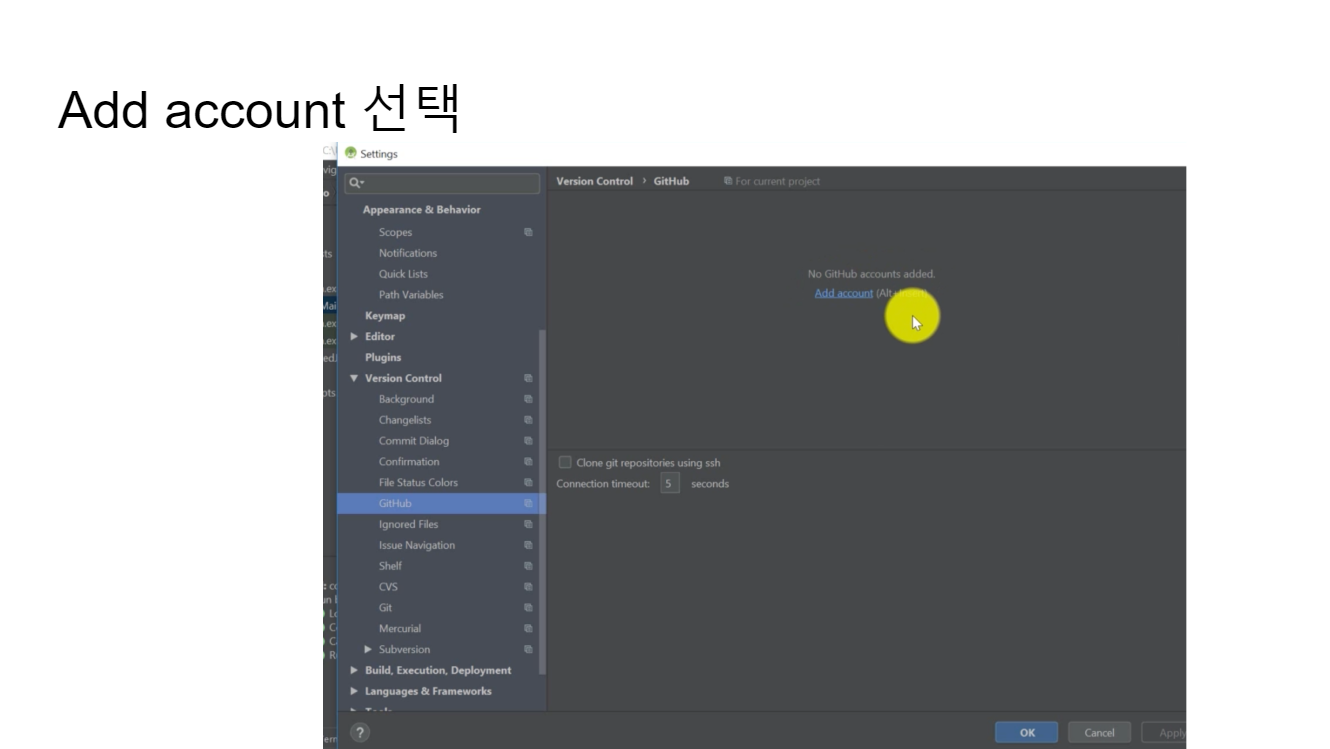 Add account 선택
Settings
Version Control › GitHub
For current project
Appearance & Behavior
Scopes
Notifications
Quick Lists
Path Variables
Keymap
Editor
Plugins
Version Control
Background
Changelists
Commit Dialog
Confirmation
File Status Colors
GitHub
Ignored Files
Issue Navigation
Shelf
CVS
Git
Mercurial
Subversion
Build, Execution, Deployment
Languages & Frameworks
Tools
No GitHub accounts added.
Add account (Alt+Insert)
Clone git repositories using ssh
Connection timeout: 5 seconds
?
OK
Cancel
Apply